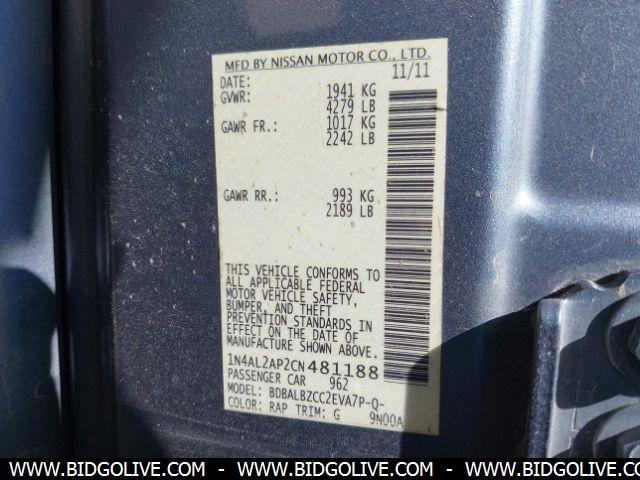 MFD BY NISSAN MOTOR CO., LTD.
DATE: 11/11
GVWR: 1941 KG
4279 LB
GAWR FR.: 1017 KG
2242 LB
GAWR RR.: 993 KG
2189 LB
THIS VEHICLE CONFORMS TO
ALL APPLICABLE FEDERAL
MOTOR VEHICLE SAFETY,
BUMPER, AND THEFT
PREVENTION STANDARDS IN
EFFECT ON THE DATE OF
MANUFACTURE SHOWN ABOVE.
1N4AL2AP2CN481188
PASSENGER CAR 962
MODEL: BDBALBZCC2EVA7P-Q-
COLOR: RAP TRIM: G 9N00A
WWW.BIDGOLIVE.COM - WWW.BIDGOLIVE.COM - WWW.BIDGOLIVE.COM